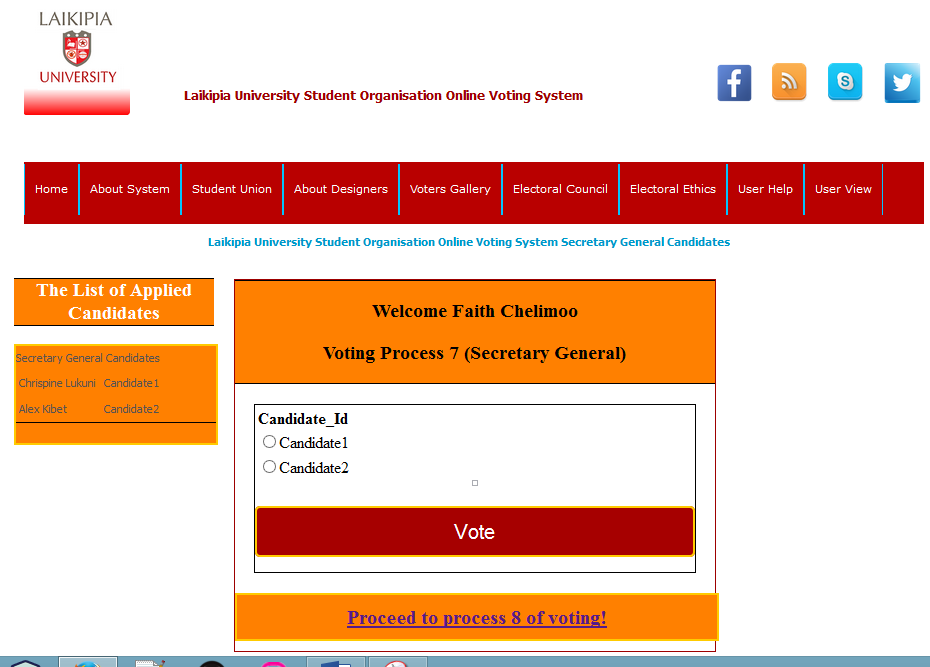 LAIKIPIA
UNIVERSITY
Laikipia University Student Organisation Online Voting System
Home About System Student Union About Designers Voters Gallery Electoral Council Electoral Ethics User Help User View
Laikipia University Student Organisation Online Voting System Secretary General Candidates
The List of Applied
Candidates
Secretary General Candidates
Chrispine Lukuni Candidate1
Alex Kibet Candidate2
Welcome Faith Chelimoo
Voting Process 7 (Secretary General)
Candidate_Id
Candidate1
Candidate2
Vote
Proceed to process 8 of voting!